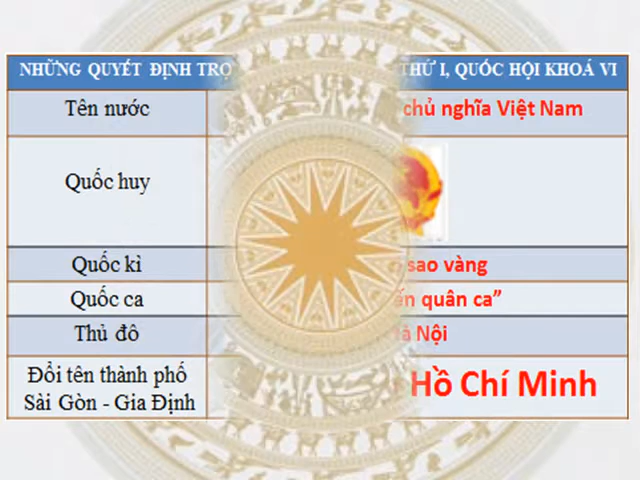 NHỮNG QUYẾT ĐỊNH THỨ I, QUỐC HỘI KHOÁ VI
Tên nước chủ nghĩa Việt Nam
Quốc huy
Quốc kì sao vàng
Quốc ca quân ca”
Thủ đô Nội
Đổi tên thành phố
Sài Gòn - Gia Định
Hồ Chí Minh